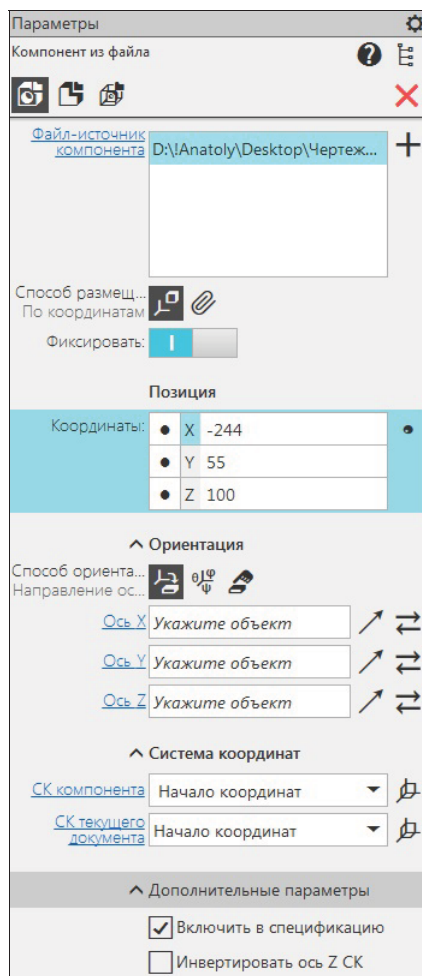 Параметры
Компонент из файла
Файл-источник
компонента
D:\!Anatoly\Desktop\Чертеж...
Способ размещ...
По координатам
Фиксировать:
Позиция
Координаты:
X -244
Y 55
Z 100
Ориентация
Способ ориента...
Направление ос...
Ось X Укажите объект
Ось Y Укажите объект
Ось Z Укажите объект
Система координат
СК компонента Начало координат
СК текущего
документа
Начало координат
Дополнительные параметры
Включить в спецификацию
Инвертировать ось Z СК